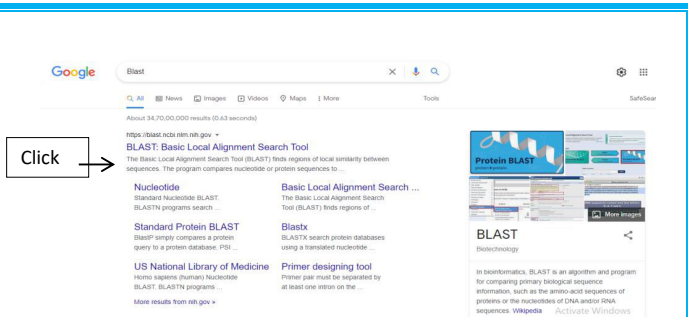 Google
Blast
All News Images Videos Maps More Tools SafeSear
About 34,70,00,000 results (0.63 seconds)
https://blast.ncbi.nlm.nih.gov
BLAST: Basic Local Alignment Search Tool
The Basic Local Alignment Search Tool (BLAST) finds regions of local similarity between
sequences. The program compares nucleotide or protein sequences to ...
Click
Nucleotide
Standard Nucleotide BLAST.
BLASTN programs search ...
Basic Local Alignment Search ...
The Basic Local Alignment Search
Tool (BLAST) finds regions of ...
Standard Protein BLAST
BlastP simply compares a protein
query to a protein database. PSI ...
Blastx
BLASTX search protein databases
using a translated nucleotide ...
US National Library of Medicine
Homo sapiens (human) Nucleotide
BLAST. BLASTN programs ...
Primer designing tool
Primer pair must be separated by
at least one intron on the ...
More results from nih.gov »
Protein BLAST
More images
BLAST
Biotechnology
In bioinformatics, BLAST is an algorithm and program
for comparing primary biological sequence
information, such as the amino-acid sequences of
proteins or the nucleotides of DNA and/or RNA
sequences. Wikipedia
Activate Windows